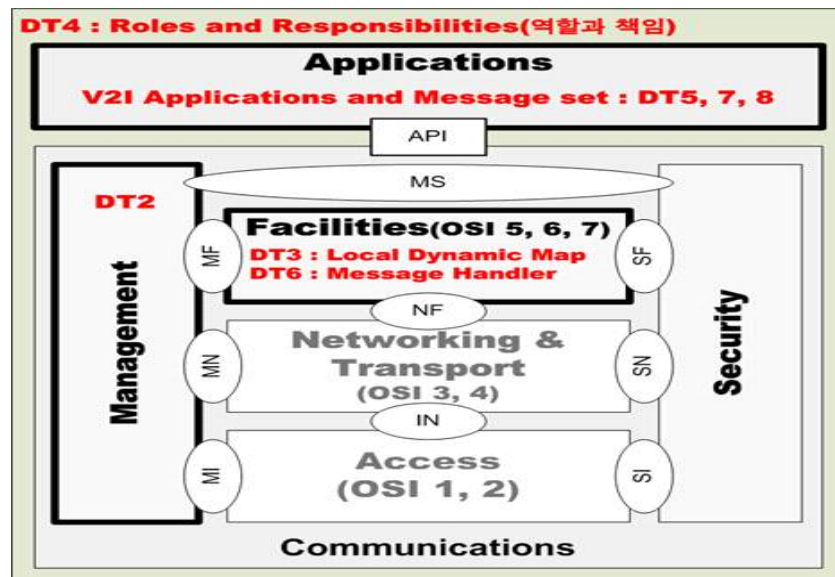 DT4 : Roles and Responsibilities(역할과 책임)
Applications
V2I Applications and Message set : DT5, 7, 8
API
MS
DT2
Management
MF
Facilities(OSI 5, 6, 7)
DT3 : Local Dynamic Map
DT6 : Message Handler
SF
Security
NF
MN
Networking &
Transport
(OSI 3, 4)
SN
IN
MI
Access
(OSI 1, 2)
SI
Communications